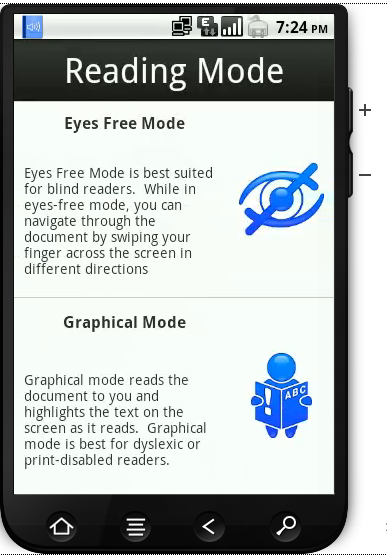 E
7:24 PM
Reading Mode
Eyes Free Mode
Eyes Free Mode is best suited
for blind readers.  While in
eyes-free mode, you can
navigate through the
document by swiping your
finger across the screen in
different directions
Graphical Mode
Graphical mode reads the
document to you and
highlights the text on the
screen as it reads.  Graphical
mode is best for dyslexic or
print-disabled readers.
! ABC
+
−